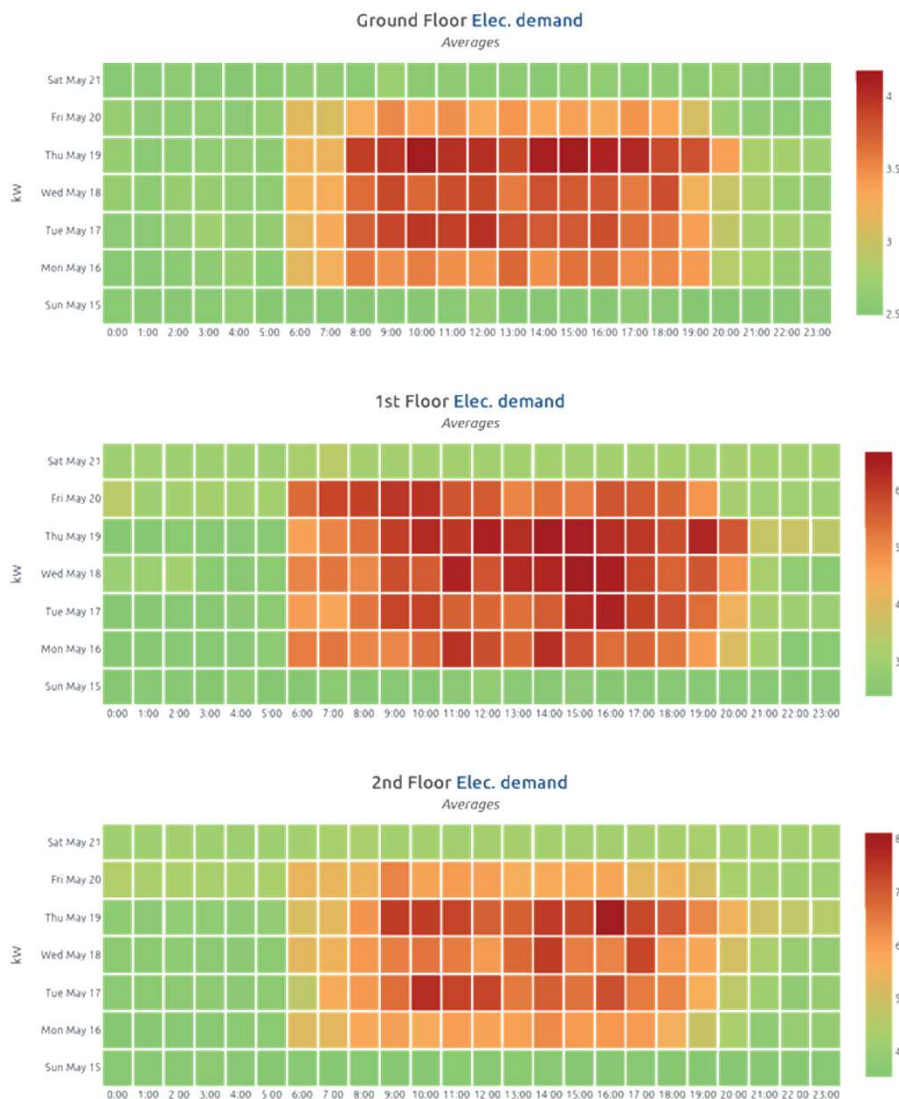 Ground Floor Elec. demand
Averages
kW
Sat May 21
Fri May 20
Thu May 19
Wed May 18
Tue May 17
Mon May 16
Sun May 15
0:00 1:00 2:00 3:00 4:00 5:00 6:00 7:00 8:00 9:00 10:00 11:00 12:00 13:00 14:00 15:00 16:00 17:00 18:00 19:00 20:00 21:00 22:00 23:00
4
3.5
3
2.5
1st Floor Elec. demand
Averages
kW
Sat May 21
Fri May 20
Thu May 19
Wed May 18
Tue May 17
Mon May 16
Sun May 15
0:00 1:00 2:00 3:00 4:00 5:00 6:00 7:00 8:00 9:00 10:00 11:00 12:00 13:00 14:00 15:00 16:00 17:00 18:00 19:00 20:00 21:00 22:00 23:00
6
5
4
3
2nd Floor Elec. demand
Averages
kW
Sat May 21
Fri May 20
Thu May 19
Wed May 18
Tue May 17
Mon May 16
Sun May 15
0:00 1:00 2:00 3:00 4:00 5:00 6:00 7:00 8:00 9:00 10:00 11:00 12:00 13:00 14:00 15:00 16:00 17:00 18:00 19:00 20:00 21:00 22:00 23:00
8
7
6
5
4